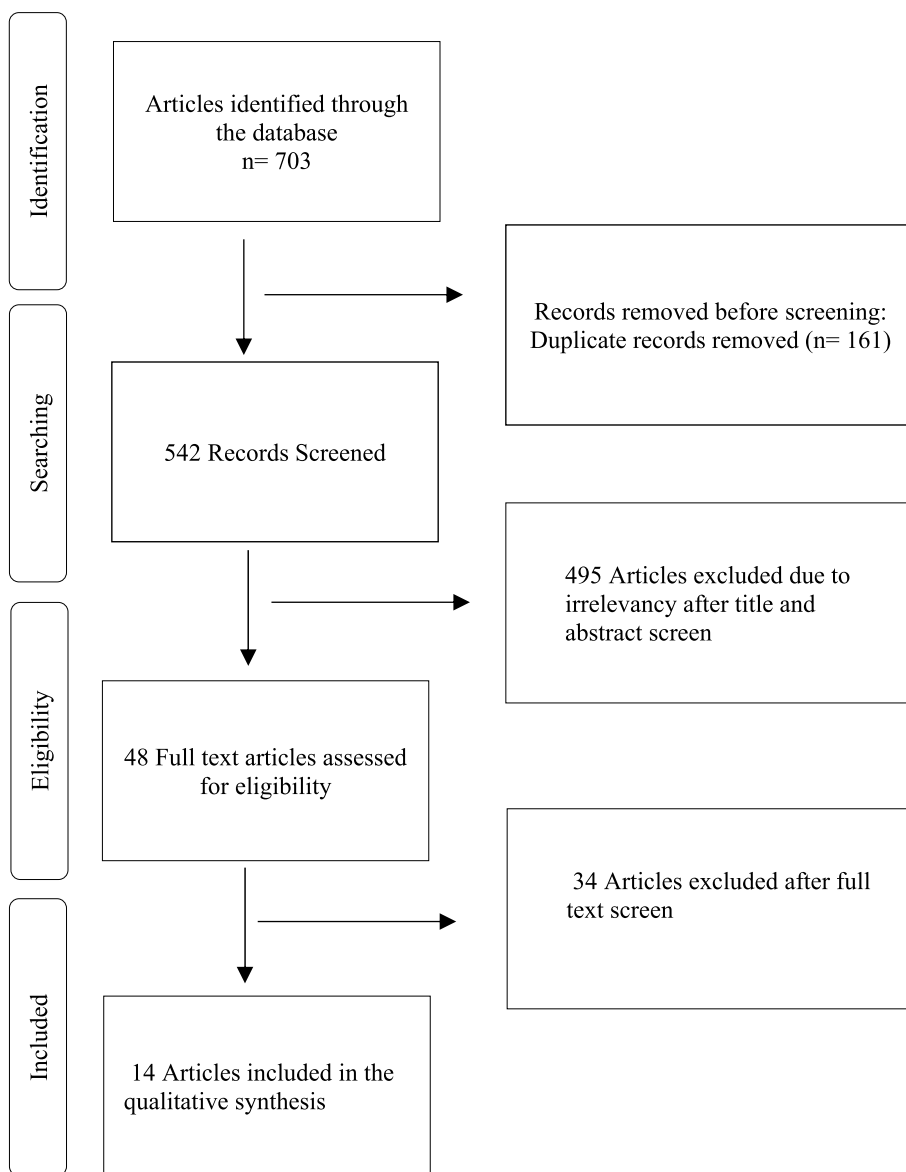 Identification
Articles identified through
the database
n= 703
Records removed before screening:
Duplicate records removed (n= 161)
Searching
542 Records Screened
495 Articles excluded due to
irrelevancy after title and
abstract screen
Eligibility
48 Full text articles assessed
for eligibility
34 Articles excluded after full
text screen
Included
14 Articles included in the
qualitative synthesis